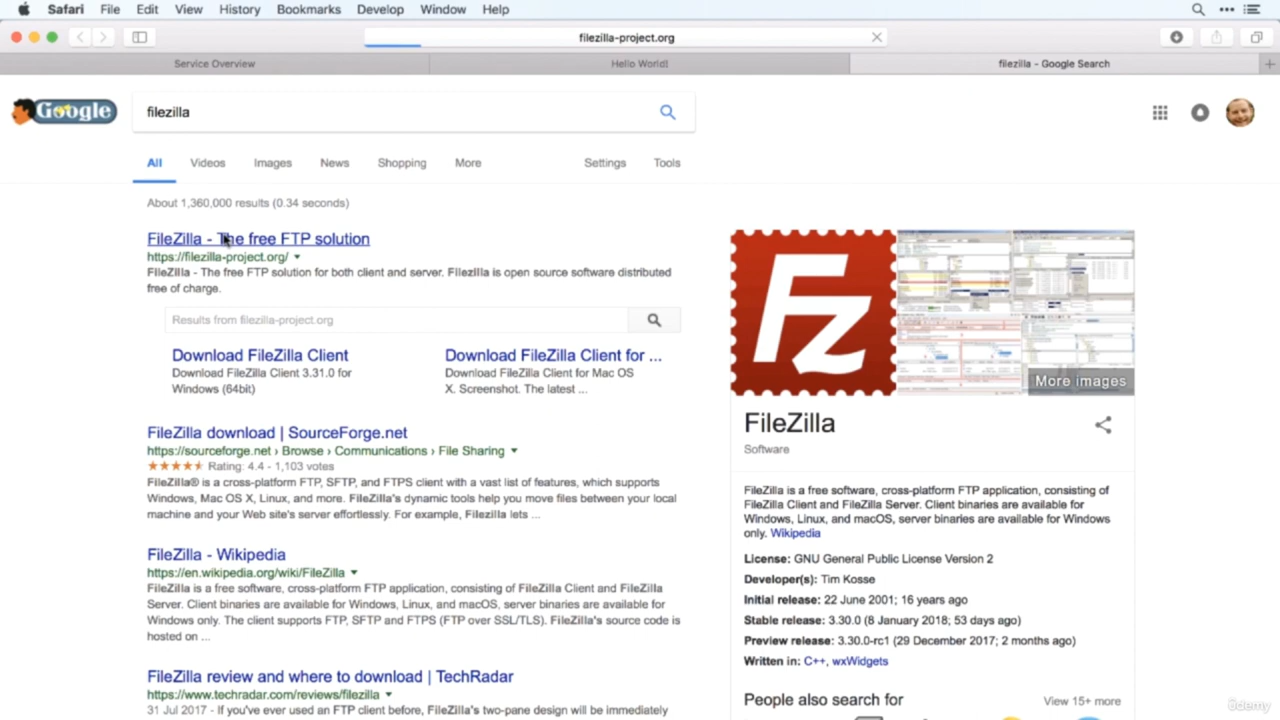 Safari File Edit View History Bookmarks Develop Window Help
filezilla-project.org
Service Overview
Hello World!
filezilla - Google Search
Google
filezilla
All Videos Images News Shopping More Settings Tools
About 1,360,000 results (0.34 seconds)
FileZilla - The free FTP solution
https://filezilla-project.org/
FileZilla - The free FTP solution for both client and server. Filezilla is open source software distributed
free of charge.
Results from filezilla-project.org
Download FileZilla Client
Download FileZilla Client 3.31.0 for
Windows (64bit)
Download FileZilla Client for ...
Download FileZilla Client for Mac OS
X. Screenshot. The latest ...
FileZilla download | SourceForge.net
https://sourceforge.net › Browse › Communications › File Sharing
Rating: 4.4 - 1,103 votes
FileZilla® is a cross-platform FTP, SFTP, and FTPS client with a vast list of features, which supports
Windows, Mac OS X, Linux, and more. FileZilla's dynamic tools help you move files between your local
machine and your Web site's server effortlessly. For example, Filezilla lets ...
FileZilla - Wikipedia
https://en.wikipedia.org/wiki/FileZilla
FileZilla is a free software, cross-platform FTP application, consisting of FileZilla Client and FileZilla
Server. Client binaries are available for Windows, Linux, and macOS, server binaries are available for
Windows only. The client supports FTP, SFTP and FTPS (FTP over SSL/TLS). FileZilla's source code is
hosted on ...
FileZilla review and where to download | TechRadar
https://www.techradar.com/reviews/filezilla
31 Jul 2017 - If you've ever used an FTP client before, FileZilla's two-pane design will be immediately
Fz
More images
FileZilla
Software
FileZilla is a free software, cross-platform FTP application, consisting of
FileZilla Client and FileZilla Server. Client binaries are available for
Windows, Linux, and macOS, server binaries are available for Windows
only. Wikipedia
License: GNU General Public License Version 2
Developer(s): Tim Kosse
Initial release: 22 June 2001; 16 years ago
Stable release: 3.30.0 (8 January 2018; 53 days ago)
Preview release: 3.30.0-rc1 (29 December 2017; 2 months ago)
Written in: C++, wxWidgets
People also search for
View 15+ more
ûdemy